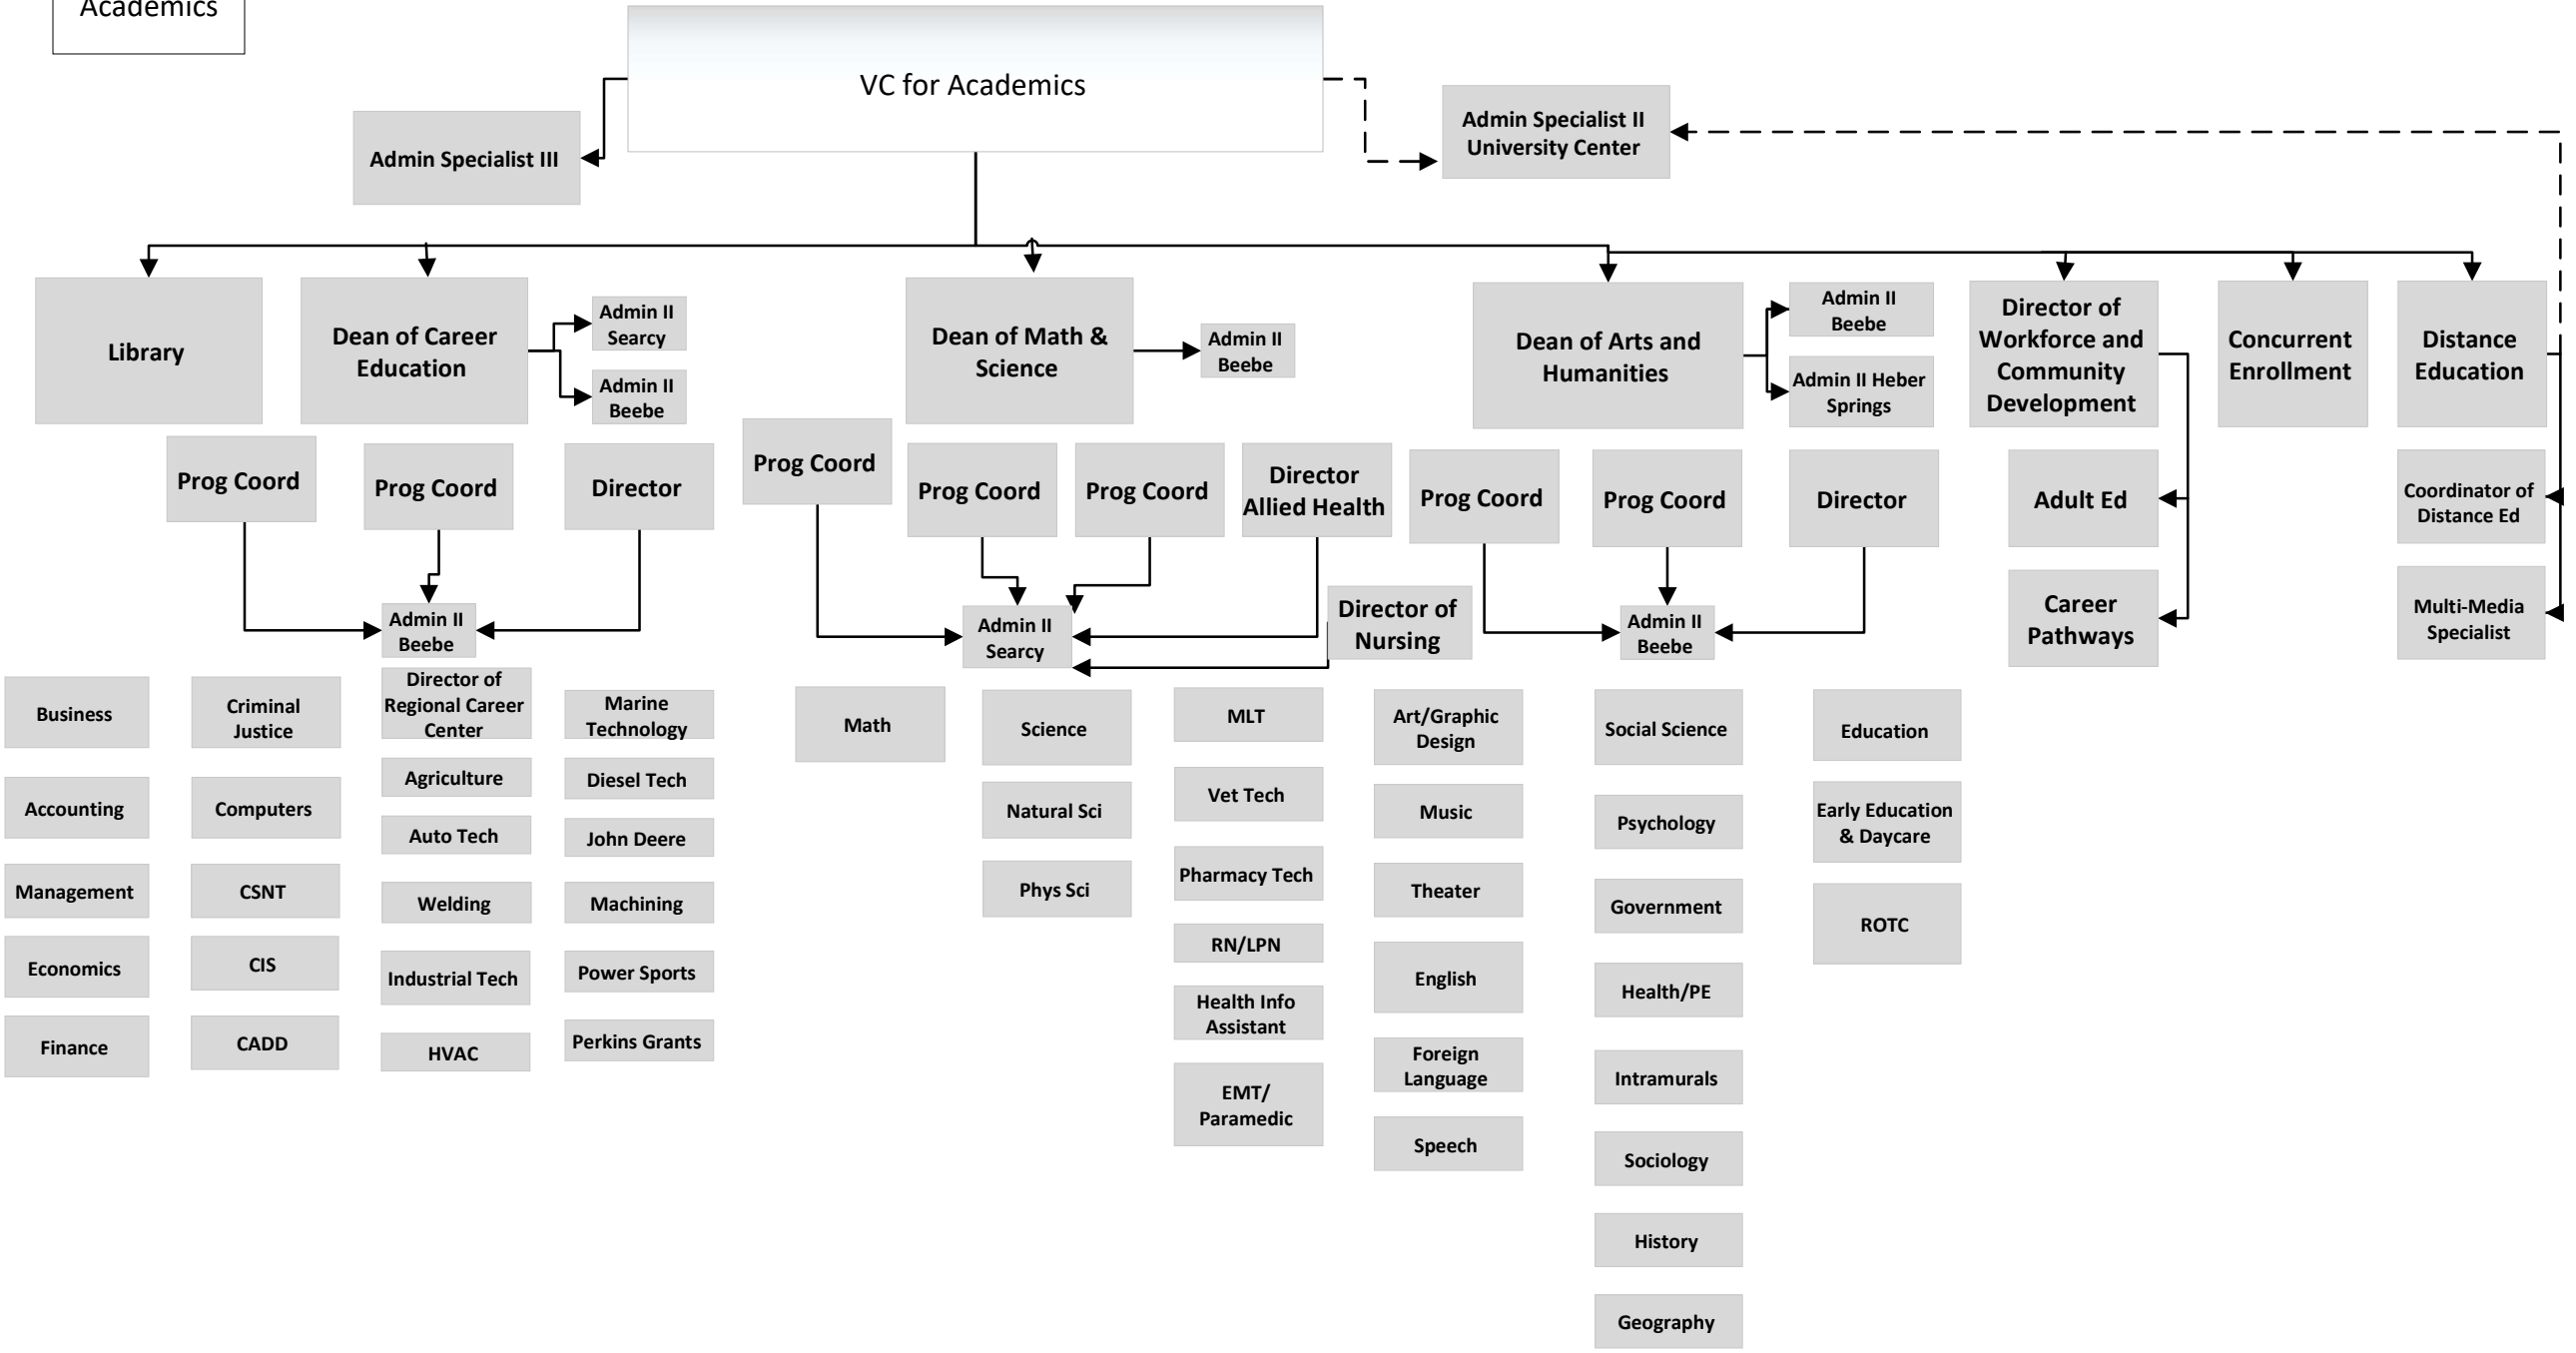 Academics
VC for Academics
Admin Specialist III
Admin Specialist II
University Center
Library
Dean of Career
Education
Admin II
Searcy
Admin II
Beebe
Dean of Math &
Science
Admin II
Beebe
Dean of Arts and
Humanities
Admin II
Beebe
Admin II Heber
Springs
Director of
Workforce and
Community
Development
Concurrent
Enrollment
Distance
Education
Prog Coord
Prog Coord
Director
Prog Coord
Prog Coord
Prog Coord
Director
Allied Health
Prog Coord
Prog Coord
Director
Adult Ed
Coordinator of
Distance Ed
Admin II
Beebe
Admin II
Searcy
Director of
Nursing
Admin II
Beebe
Career
Pathways
Multi-Media
Specialist
Business
Accounting
Management
Economics
Finance
Criminal
Justice
Computers
CSNT
CIS
CADD
Director of
Regional Career
Center
Agriculture
Auto Tech
Welding
Industrial Tech
HVAC
Marine
Technology
Diesel Tech
John Deere
Machining
Power Sports
Perkins Grants
Math
Science
Natural Sci
Phys Sci
MLT
Vet Tech
Pharmacy Tech
RN/LPN
Health Info
Assistant
EMT/
Paramedic
Art/Graphic
Design
Music
Theater
English
Foreign
Language
Speech
Social Science
Psychology
Government
Health/PE
Intramurals
Sociology
History
Geography
Education
Early Education
& Daycare
ROTC